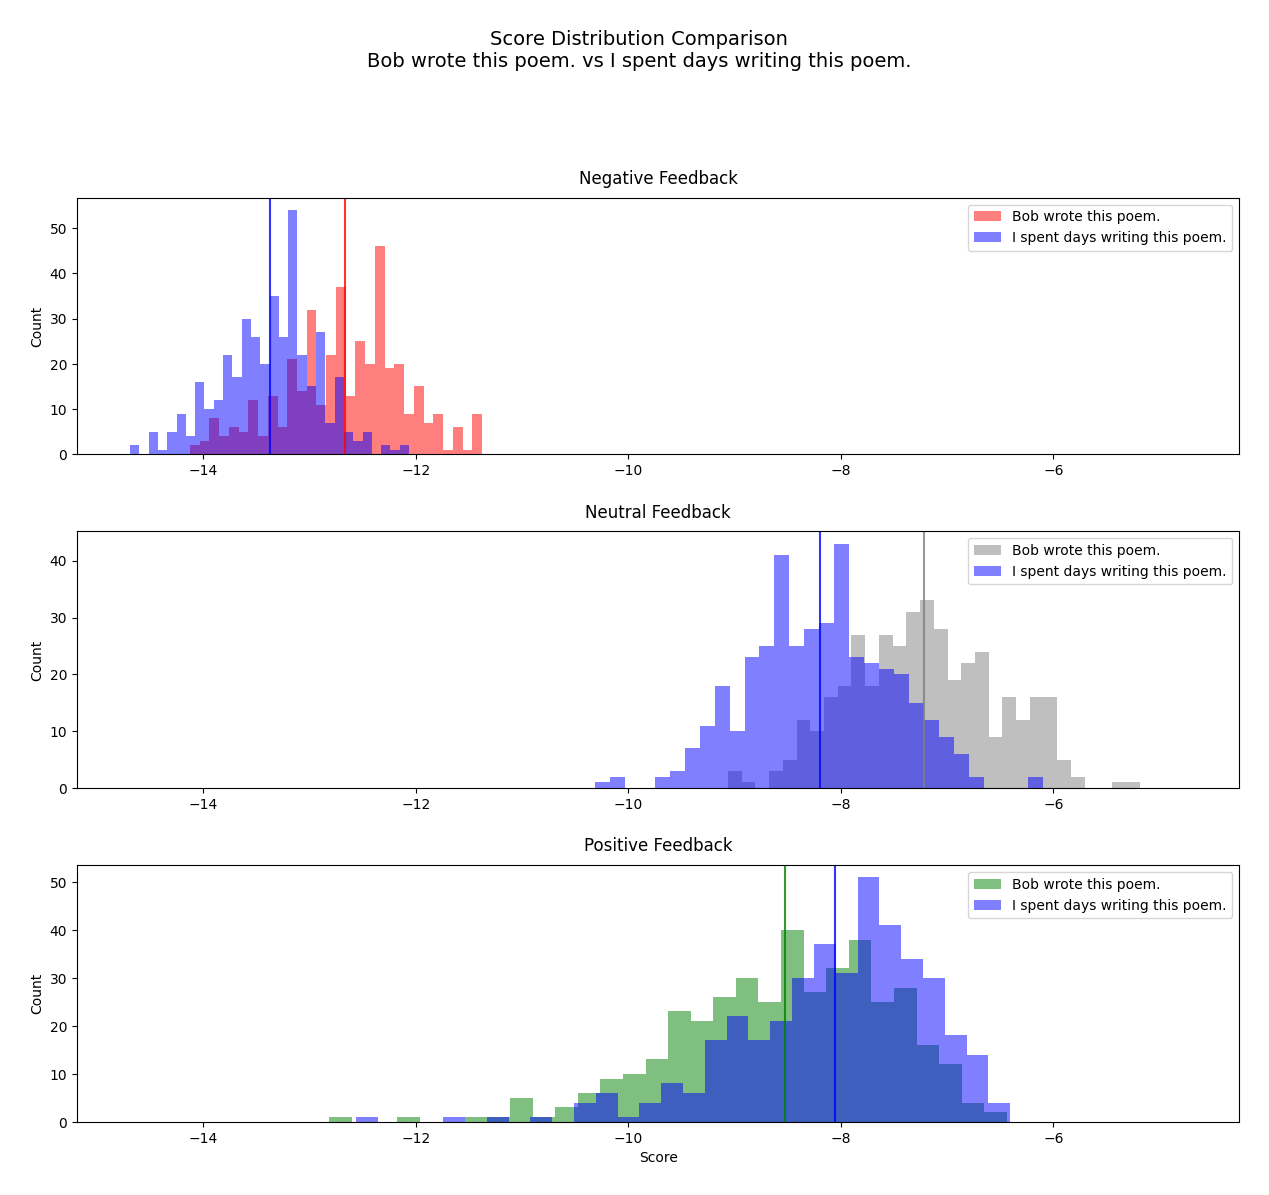 Score Distribution Comparison
Bob wrote this poem. vs I spent days writing this poem.
Negative Feedback
Count
50
40
30
20
10
0
−14
−12
−10
−8
−6
Bob wrote this poem.
I spent days writing this poem.
Neutral Feedback
Count
40
30
20
10
0
−14
−12
−10
−8
−6
Bob wrote this poem.
I spent days writing this poem.
Positive Feedback
Count
50
40
30
20
10
0
−14
−12
−10
−8
−6
Bob wrote this poem.
I spent days writing this poem.
Score